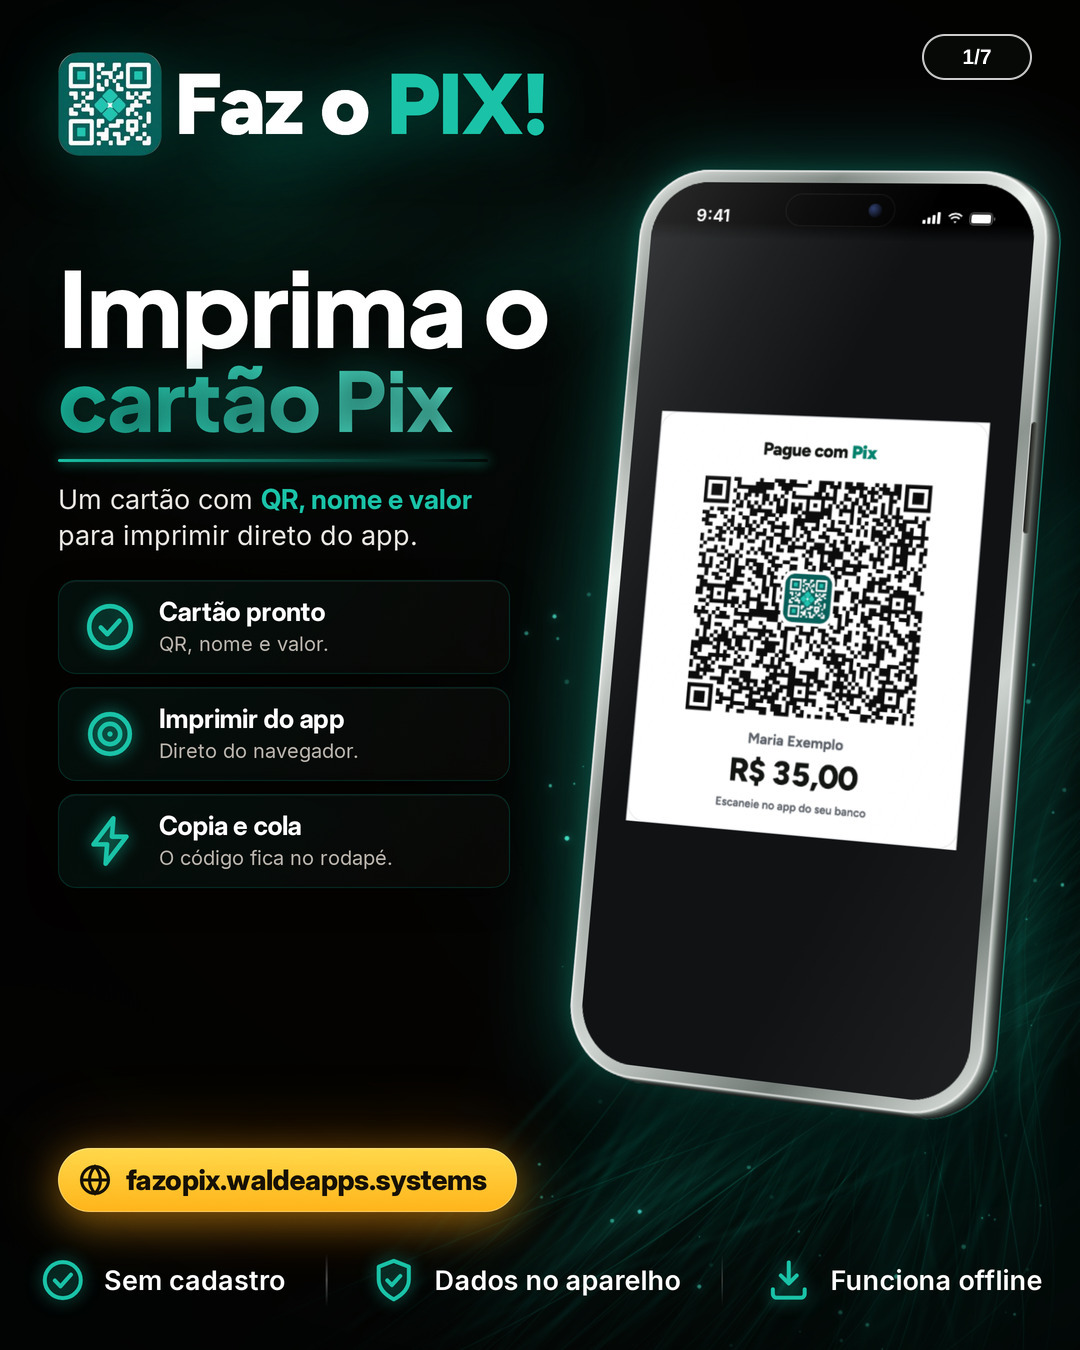 Faz o PIX!
1/7
Imprima o
cartão Pix
Um cartão com QR, nome e valor
para imprimir direto do app.
Cartão pronto
QR, nome e valor.
Imprimir do app
Direto do navegador.
Copia e cola
O código fica no rodapé.
9:41
Pague com Pix
Maria Exemplo
R$ 35,00
Escaneie no app do seu banco
fazopix.waldeapps.systems
Sem cadastro
Dados no aparelho
Funciona offline